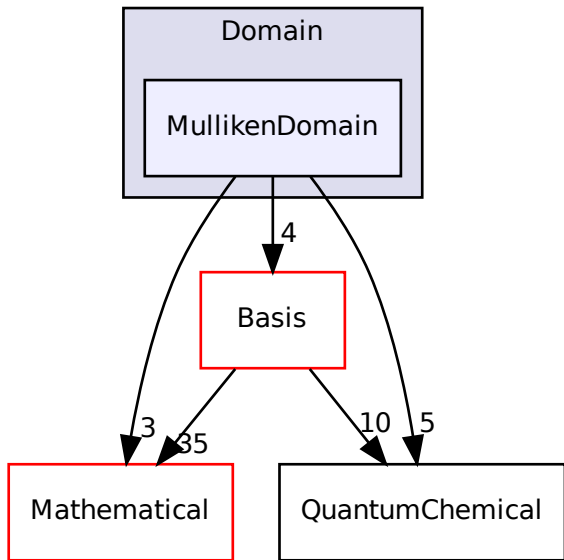 Domain
MullikenDomain
4
Basis
3
35
10
5
Mathematical
QuantumChemical